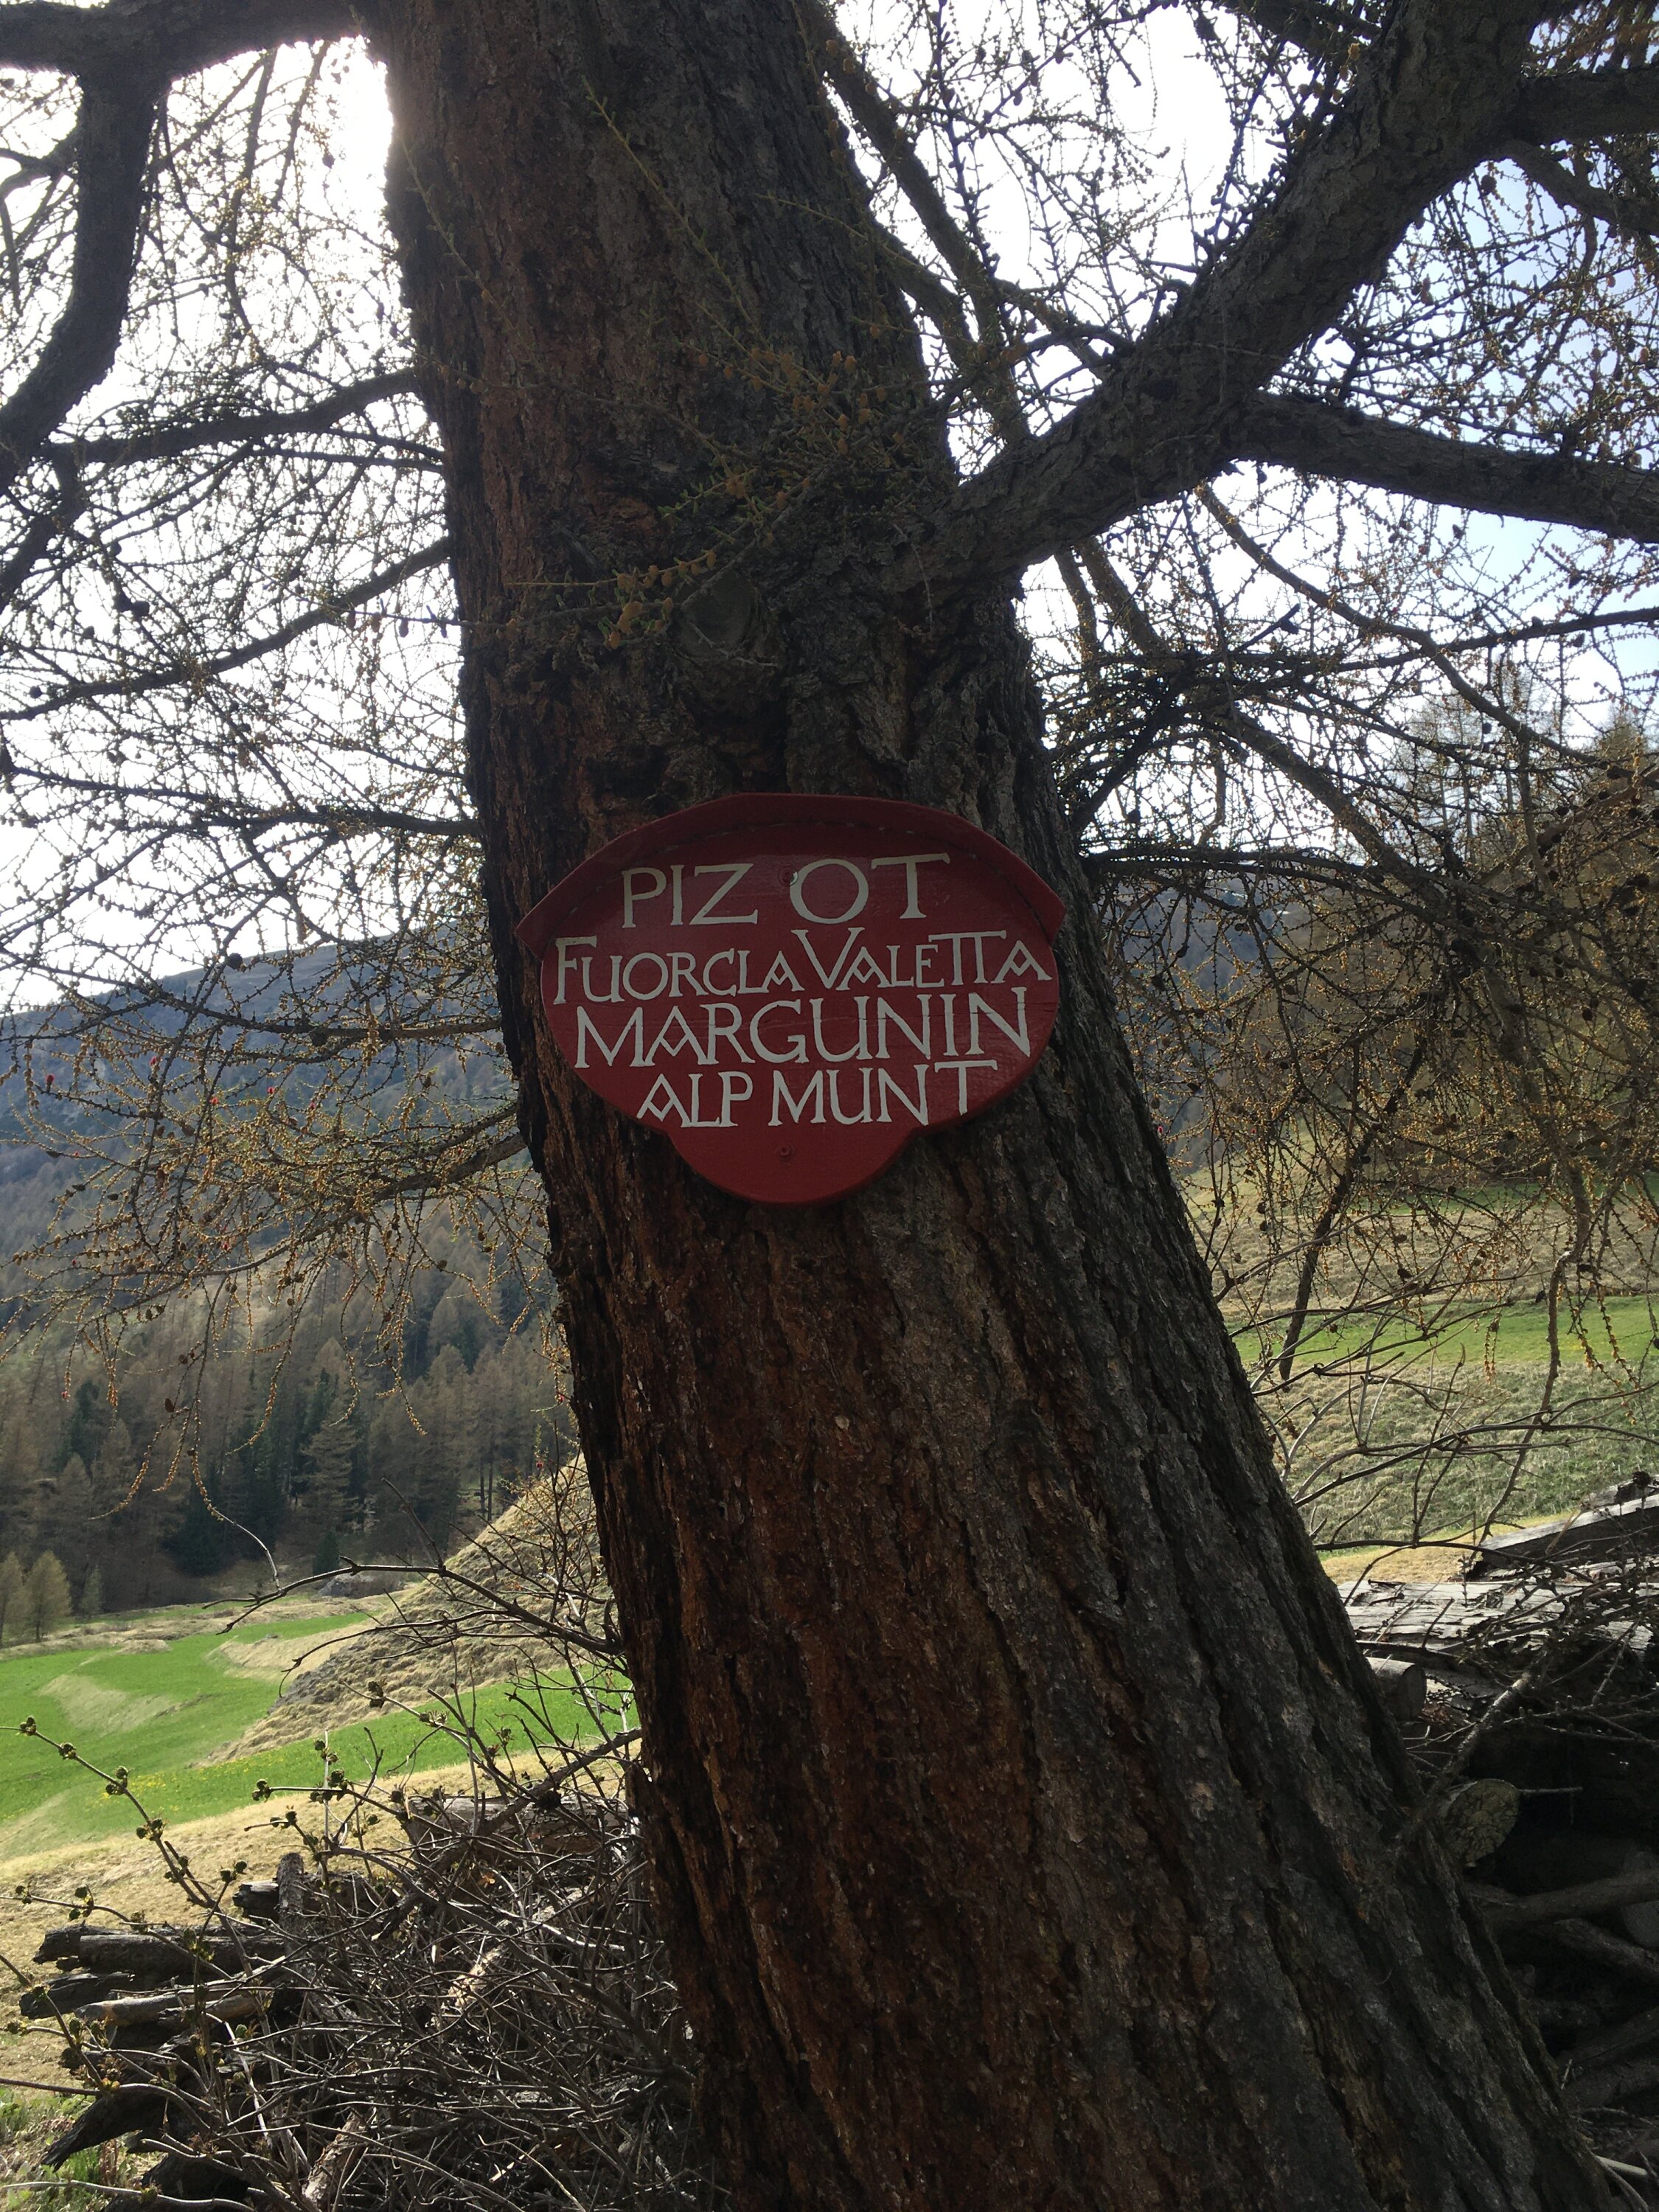 PIZ OT
FUORCLA VALETTA
MARGUNIN
ALP MUNT